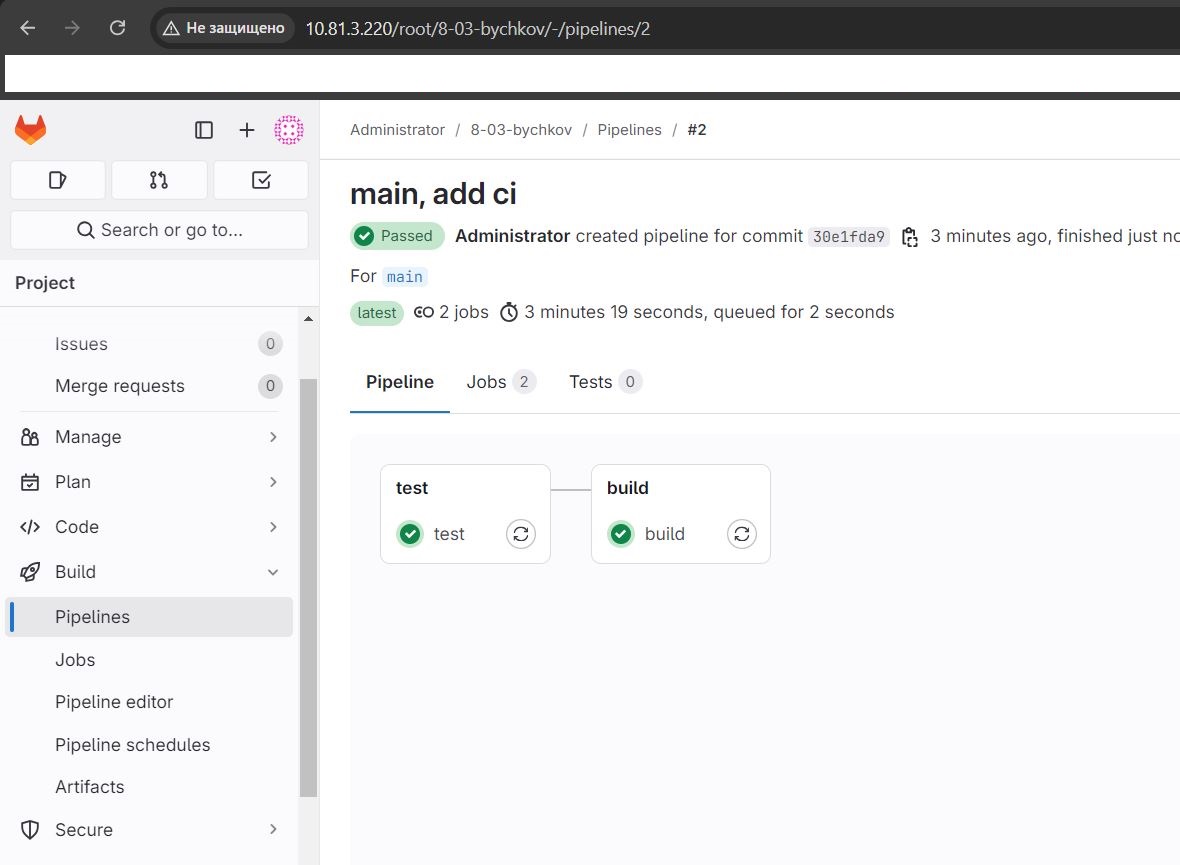 Не защищено 10.81.3.220/root/8-03-bychkov/-/pipelines/2
Administrator / 8-03-bychkov / Pipelines / #2
Search or go to...
Project
Issues 0
Merge requests 0
Manage
Plan
Code
Build
Pipelines
Jobs
Pipeline editor
Pipeline schedules
Artifacts
Secure
main, add ci
Passed Administrator created pipeline for commit 30e1fda9 3 minutes ago, finished just
For main
latest 2 jobs 3 minutes 19 seconds, queued for 2 seconds
Pipeline Jobs 2 Tests 0
test
test
build
build